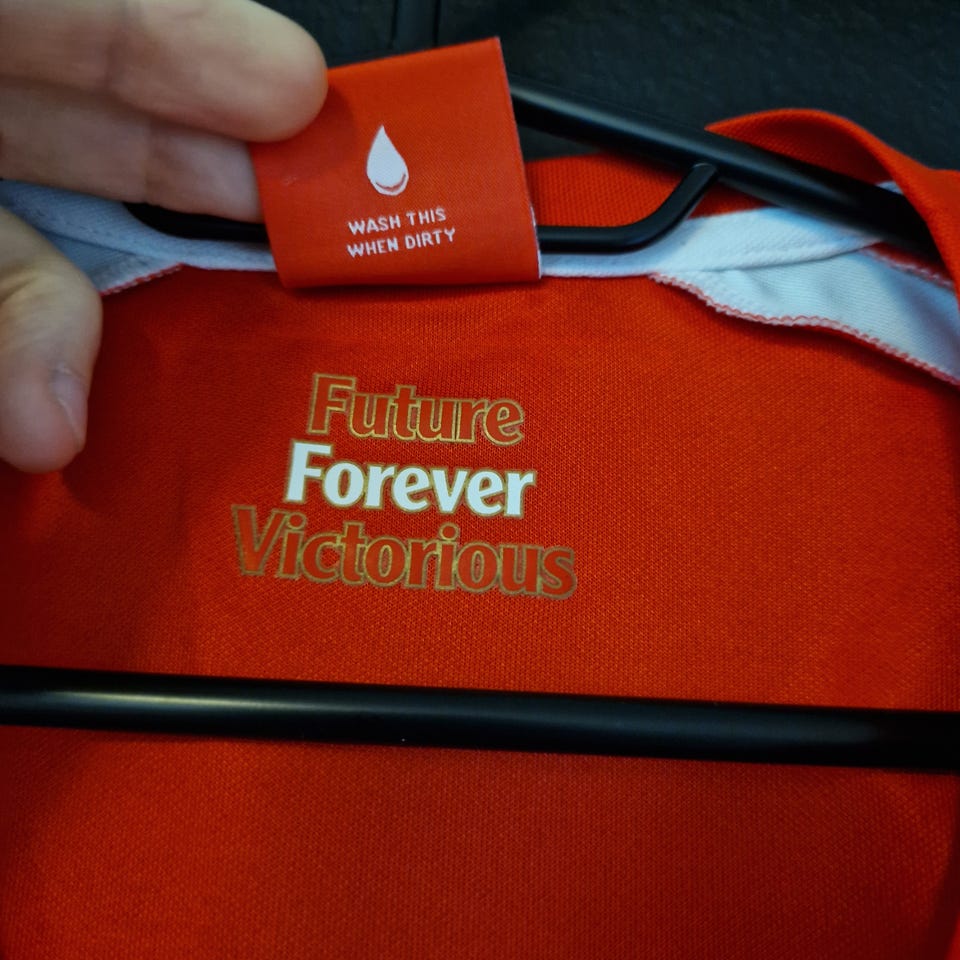 WASH THIS
WHEN DIRTY
Future
Forever
Victorious